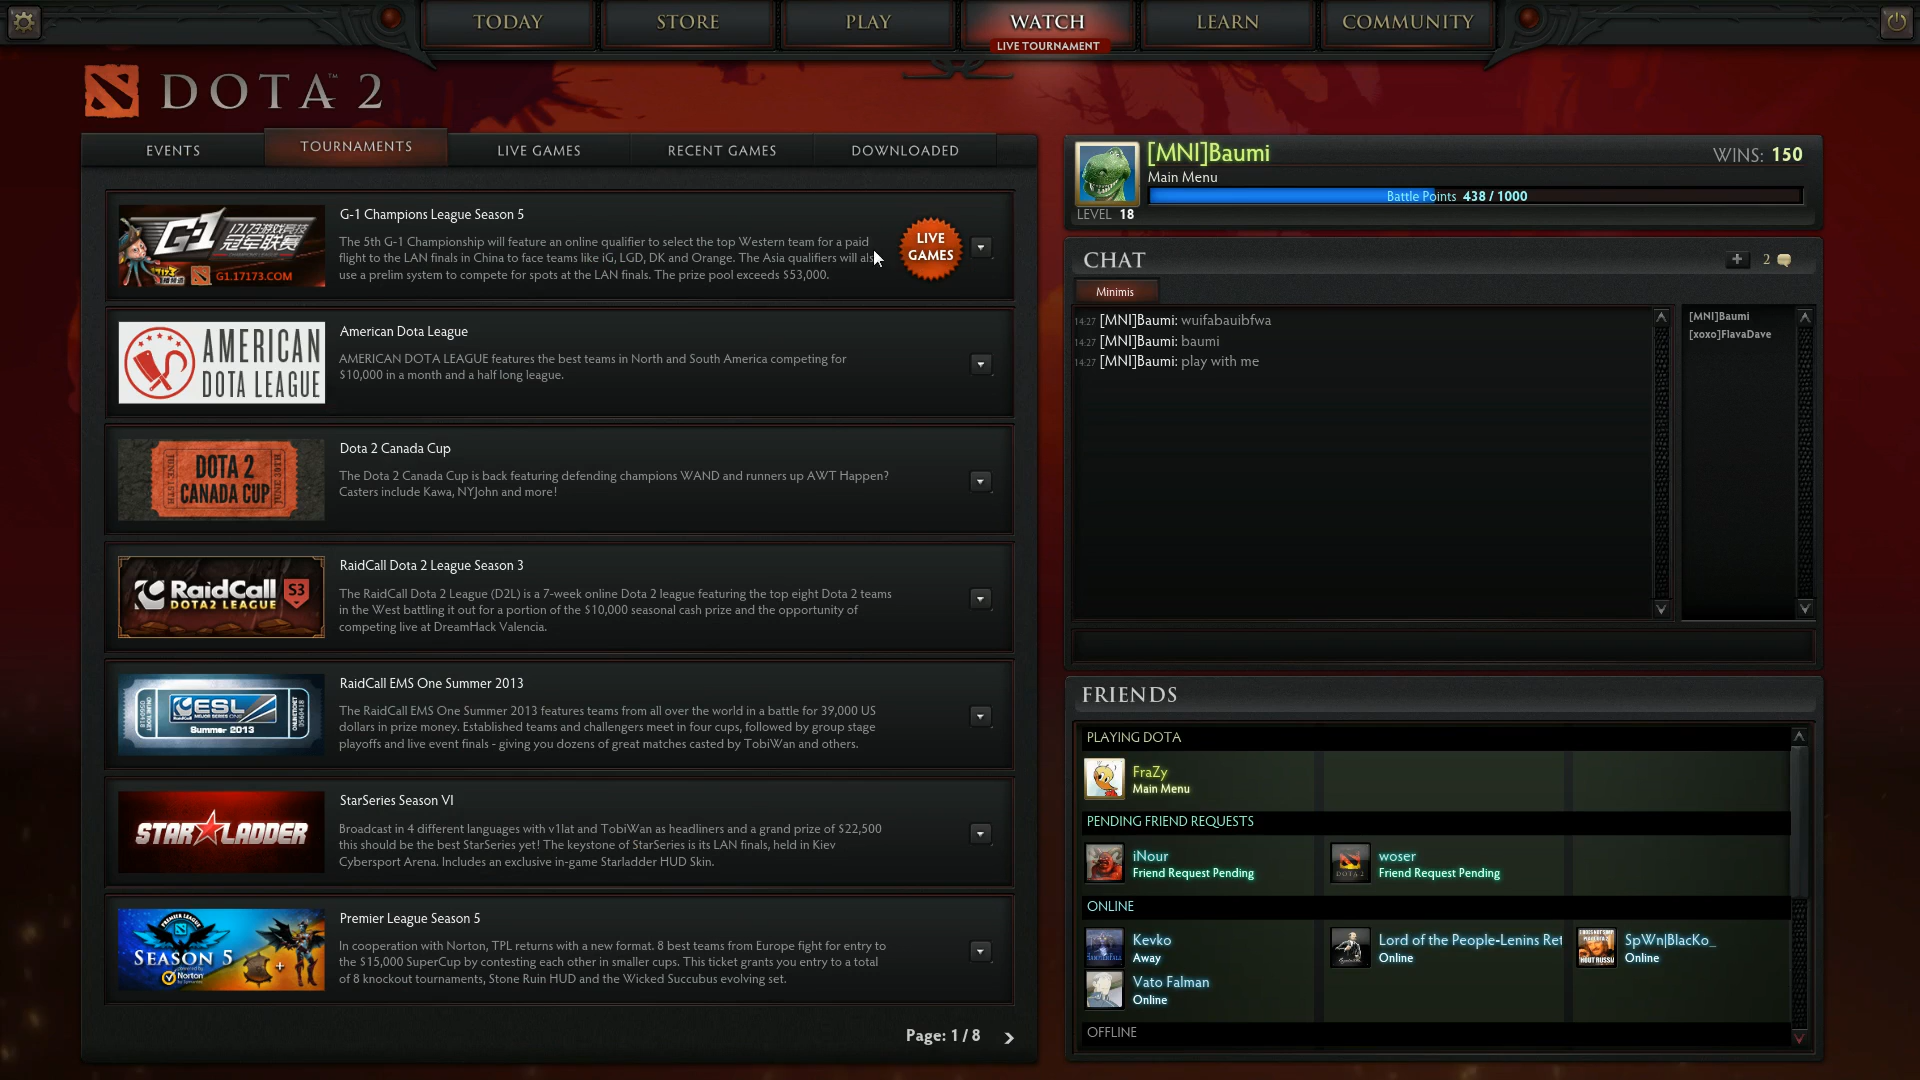 TODAY
STORE
PLAY
WATCH
LIVE TOURNAMENT
LEARN
COMMUNITY
DOTA™ 2
EVENTS
TOURNAMENTS
LIVE GAMES
RECENT GAMES
DOWNLOADED
G-1
17173游戏竞技
冠军联赛
G1.17173.COM
G-1 Champions League Season 5
The 5th G-1 Championship will feature an online qualifier to select the top Western team for a paid
flight to the LAN finals in China to face teams like iG, LGD, DK and Orange. The Asia qualifiers will als
use a prelim system to compete for spots at the LAN finals. The prize pool exceeds $53,000.
LIVE
GAMES
AMERICAN
DOTA LEAGUE
American Dota League
AMERICAN DOTA LEAGUE features the best teams in North and South America competing for
$10,000 in a month and a half long league.
DOTA 2
CANADA CUP
Dota 2 Canada Cup
The Dota 2 Canada Cup is back featuring defending champions WAND and runners up AWT Happen?
Casters include Kawa, NYJohn and more!
RaidCall S3
DOTA2 LEAGUE
RaidCall Dota 2 League Season 3
The RaidCall Dota 2 League (D2L) is a 7-week online Dota 2 league featuring the top eight Dota 2 teams
in the West battling it out for a portion of the $10,000 seasonal cash prize and the opportunity of
competing live at DreamHack Valencia.
ESL
Summer 2013
RaidCall EMS One Summer 2013
The RaidCall EMS One Summer 2013 features teams from all over the world in a battle for 39,000 US
dollars in prize money. Established teams and challengers meet in four cups, followed by group stage
playoffs and live event finals - giving you dozens of great matches casted by TobiWan and others.
STAR LADDER
StarSeries Season VI
Broadcast in 4 different languages with v1lat and TobiWan as headliners and a grand prize of $22,500
this should be the best StarSeries yet! The keystone of StarSeries is its LAN finals, held in Kiev
Cybersport Arena. Includes an exclusive in-game Starladder HUD Skin.
PREMIER LEAGUE
SEASON 5
Norton
+
Premier League Season 5
In cooperation with Norton, TPL returns with a new format. 8 best teams from Europe fight for entry to
the $15,000 SuperCup by contesting each other in smaller cups. This ticket grants you entry to a total
of 8 knockout tournaments, Stone Ruin HUD and the Wicked Succubus evolving set.
Page: 1 / 8
[MNI]Baumi
WINS: 150
Main Menu
Battle Points 438 / 1000
LEVEL 18
CHAT
+ 2
Minimis
14:27 [MNI]Baumi: wuifabauibfwa
14:27 [MNI]Baumi: baumi
14:27 [MNI]Baumi: play with me
[MNI]Baumi
[xoxo]FlavaDave
FRIENDS
PLAYING DOTA
FraZy
Main Menu
PENDING FRIEND REQUESTS
iNour
Friend Request Pending
woser
Friend Request Pending
ONLINE
Kevko
Away
Lord of the People-Lenins Ret
Online
SpWn|BlacKo_
Online
Vato Falman
Online
OFFLINE